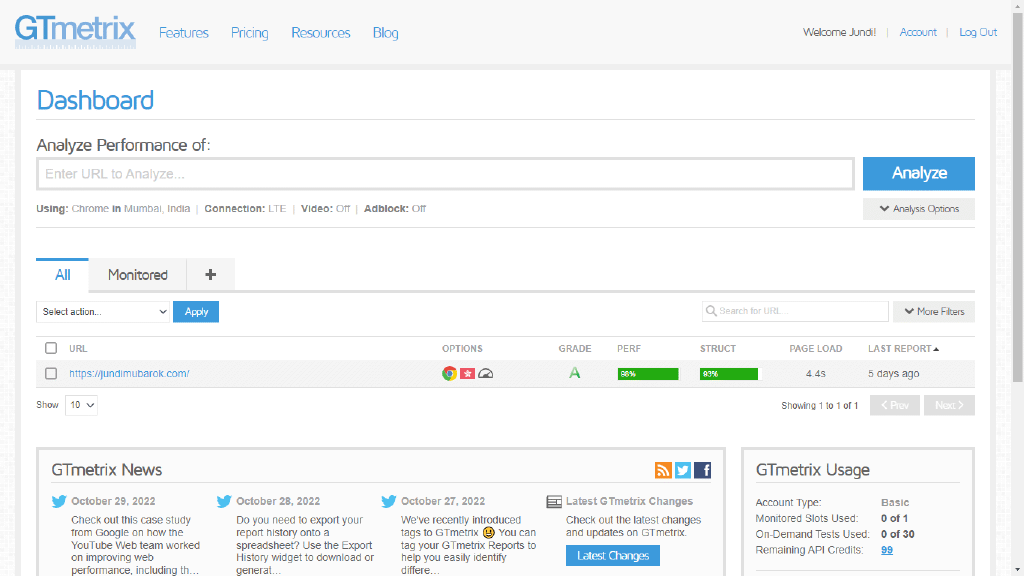 GTmetrix
Features Pricing Resources Blog
Welcome Jundi! | Account | Log Out
Dashboard
Analyze Performance of:
Enter URL to Analyze...
Analyze
Using: Chrome in Mumbai, India | Connection: LTE | Video: Off | Adblock: Off
Analysis Options
All Monitored +
Select action... Apply
Search for URL...
More Filters
URL OPTIONS GRADE PERF STRUCT PAGE LOAD LAST REPORT
https://jundimubarok.com/ A 98% 93% 4.4s 5 days ago
Show 10
Showing 1 to 1 of 1 < Prev Next >
GTmetrix News
October 29, 2022
Check out this case study
from Google on how the
YouTube Web team worked
on improving web
performance, including th...
October 28, 2022
Do you need to export your
report history onto a
spreadsheet? Use the Export
History widget to download or
generat...
October 27, 2022
We've recently introduced
tags to GTmetrix 😃 You can
tag your GTmetrix Reports to
help you easily identify
differe...
Latest GTmetrix Changes
Check out the latest changes
and updates on GTmetrix.
Latest Changes
GTmetrix Usage
Account Type: Basic
Monitored Slots Used: 0 of 1
On-Demand Tests Used: 0 of 30
Remaining API Credits: 99